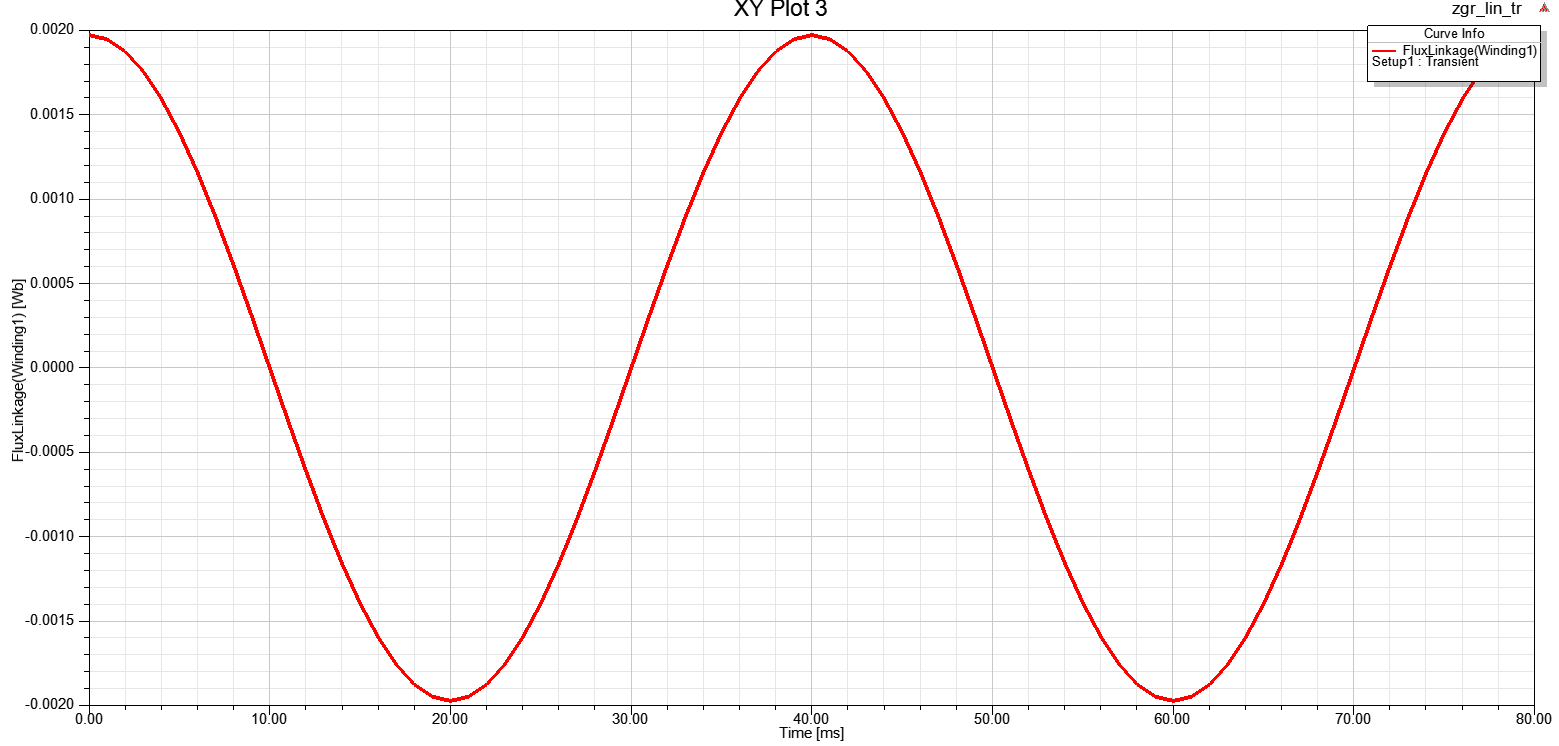 XY Plot 3
zgr_lin_tr
Curve Info
FluxLinkage(Winding1)
Setup1 : Transient
FluxLinkage(Winding1) [Wb]
0.0020
0.0015
0.0010
0.0005
0.0000
-0.0005
-0.0010
-0.0015
-0.0020
0.00 10.00 20.00 30.00 40.00 50.00 60.00 70.00 80.00
Time [ms]